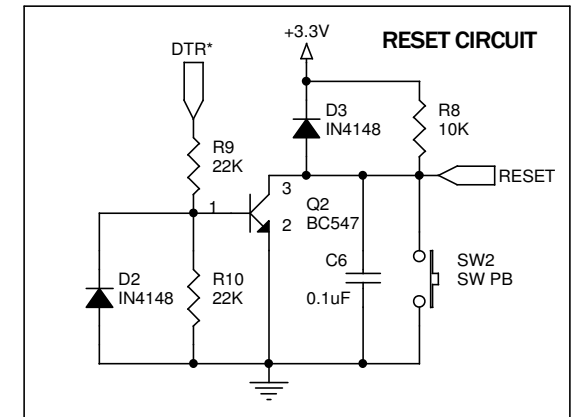 RESET CIRCUIT
+3.3V
DTR*
D3
IN4148
R8
10K
R9
22K
RESET
3
1
Q2
BC547
2
D2
IN4148
R10
22K
C6
0.1uF
SW2
SW PB